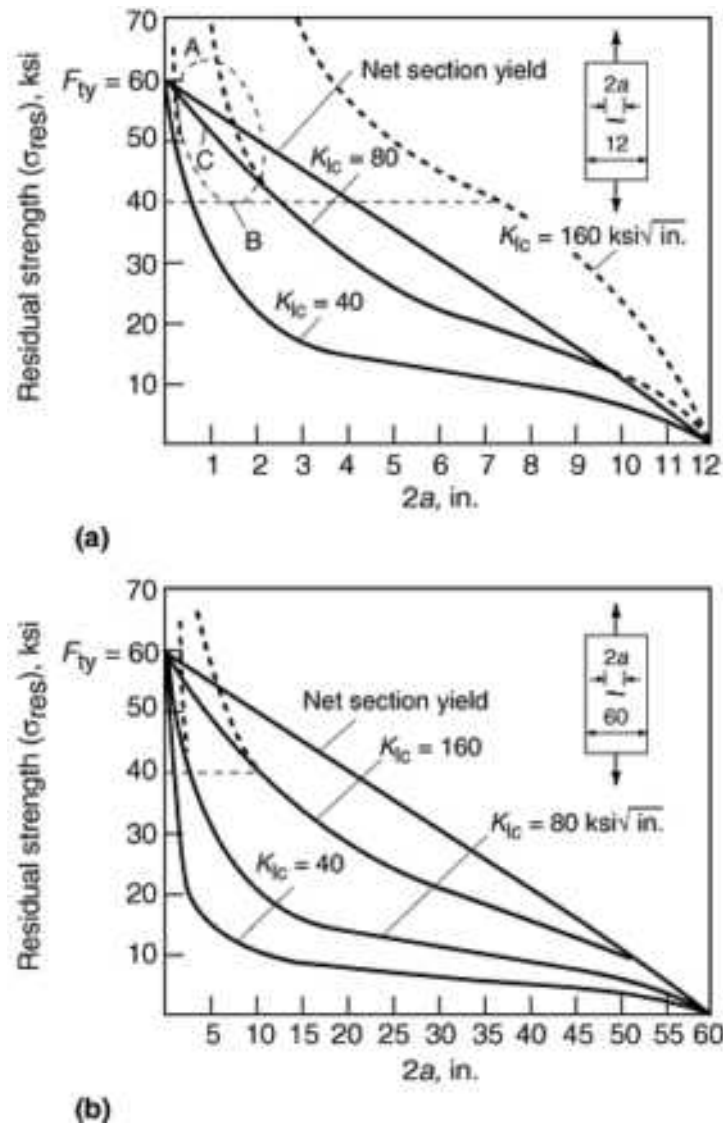 70
60
50
40
30
20
10
F_ty =
Residual strength (σ_res), ksi
A
C
B
Net section yield
K_Ic = 80
K_Ic = 160 ksi√in.
K_Ic = 40
2a
12
1 2 3 4 5 6 7 8 9 10 11 12
2a, in.
(a)
70
60
50
40
30
20
10
F_ty =
Residual strength (σ_res), ksi
Net section yield
K_Ic = 160
K_Ic = 80 ksi√in.
K_Ic = 40
2a
60
5 10 15 20 25 30 35 40 45 50 55 60
2a, in.
(b)